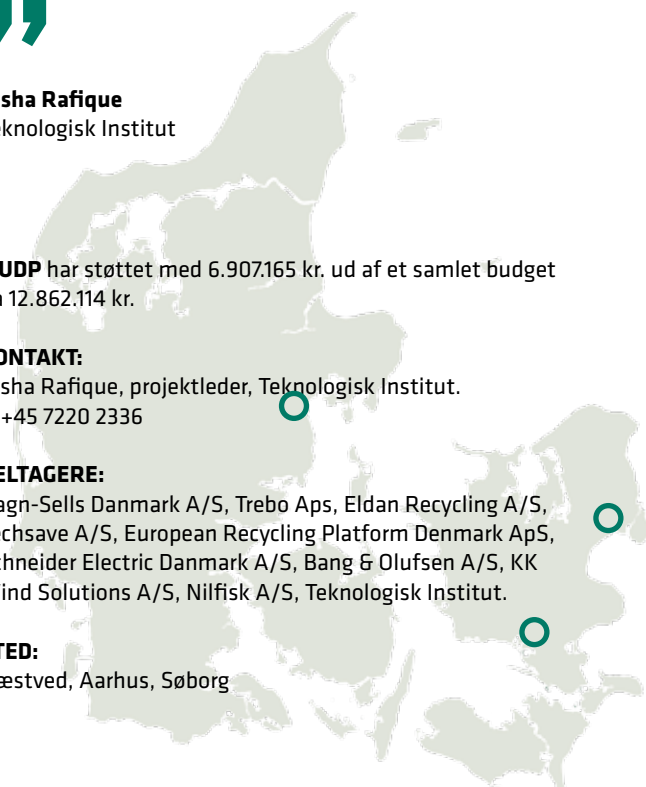 ”
sha Rafique
knologisk Institut
UDP har støttet med 6.907.165 kr. ud af et samlet budget
12.862.114 kr.
ONTAKT:
sha Rafique, projektleder, Teknologisk Institut.
+45 7220 2336
ELTAGERE:
agn-Sells Danmark A/S, Trebo Aps, Eldan Recycling A/S,
echsave A/S, European Recycling Platform Denmark ApS,
chneider Electric Danmark A/S, Bang & Olufsen A/S, KK
ind Solutions A/S, Nilfisk A/S, Teknologisk Institut.
TED:
æstved, Aarhus, Søborg